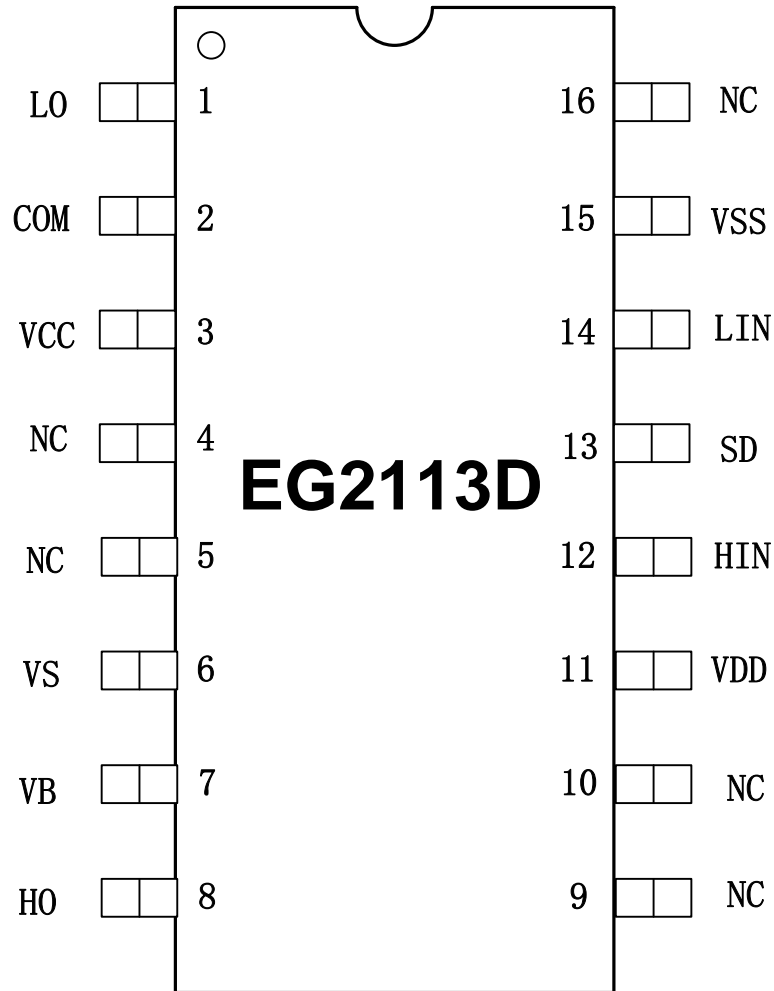 LO 1 16 NC
COM 2 15 VSS
VCC 3 14 LIN
NC 4 13 SD
EG2113D
NC 5 12 HIN
VS 6 11 VDD
VB 7 10 NC
HO 8 9 NC